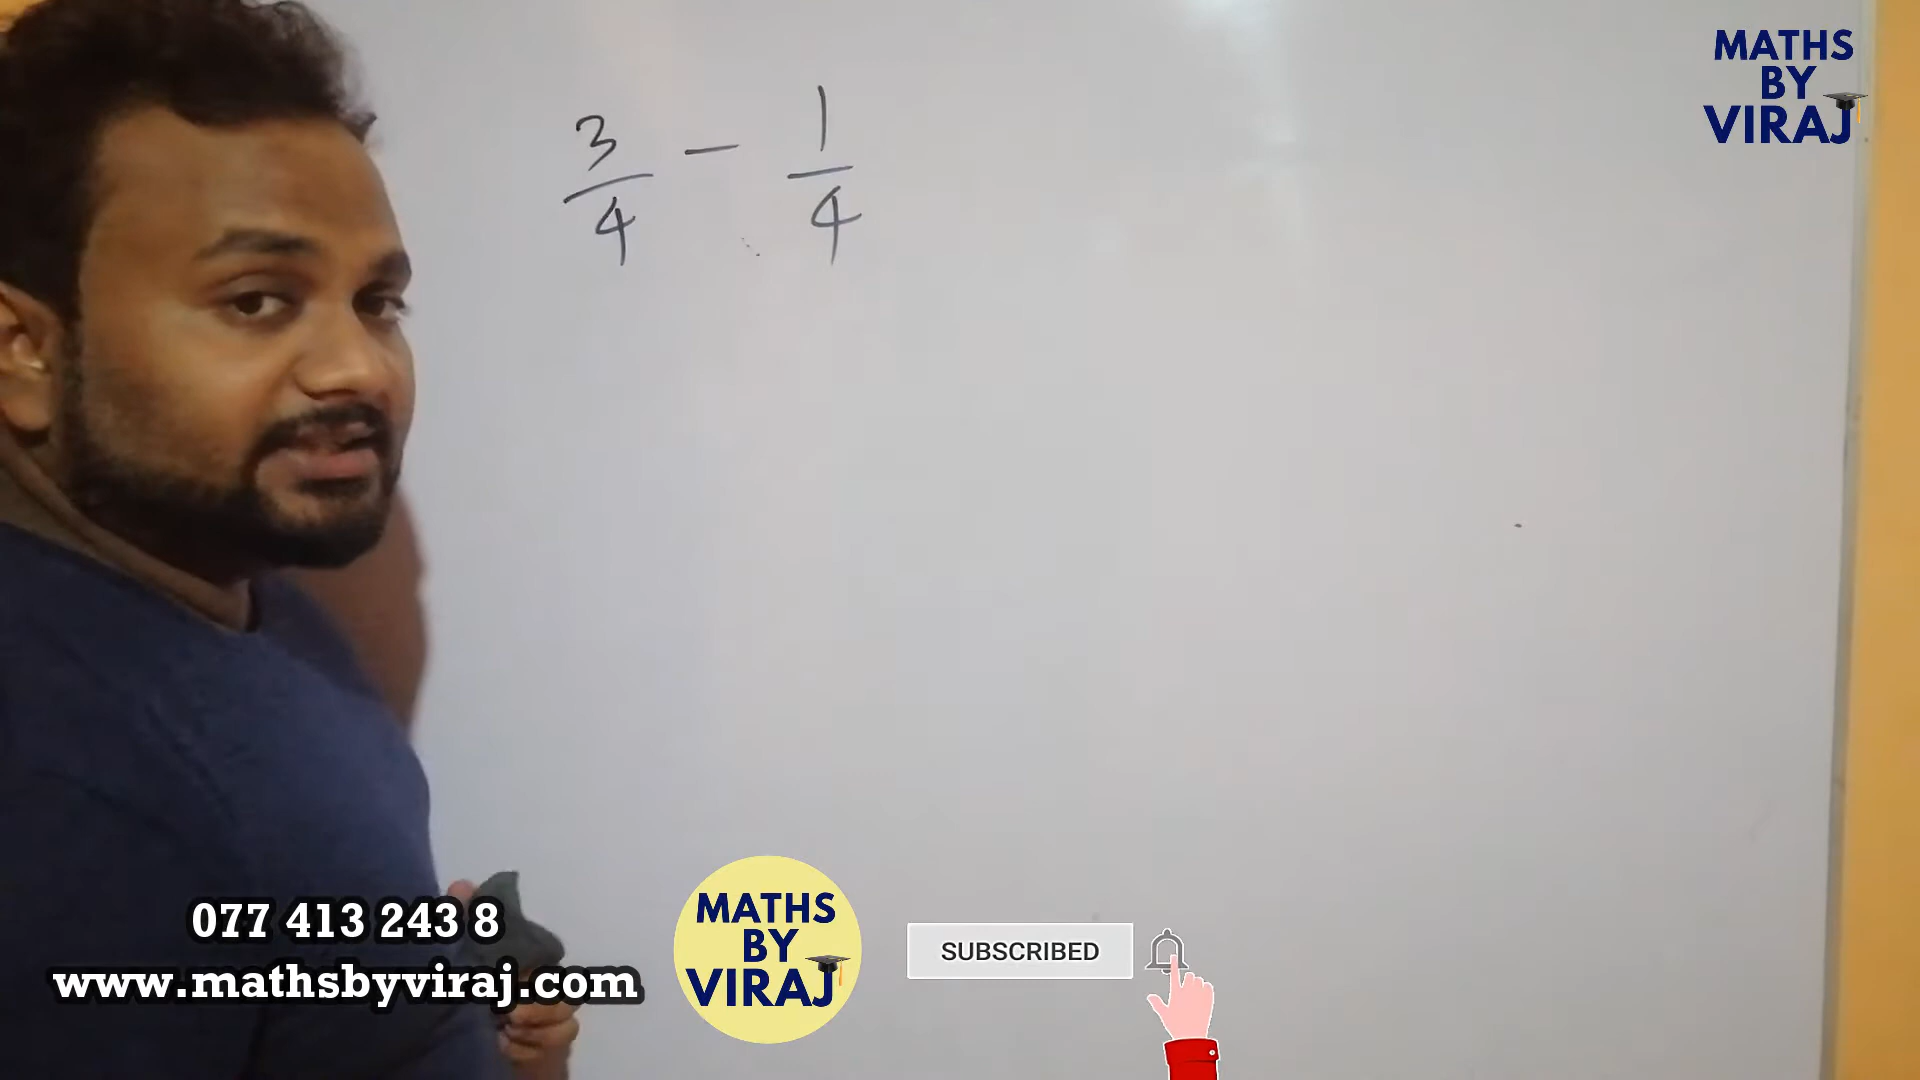 MATHS
BY
VIRAJ
3/4 - 1/4
077 413 243 8
www.mathsbyviraj.com
MATHS
BY
VIRAJ
SUBSCRIBED